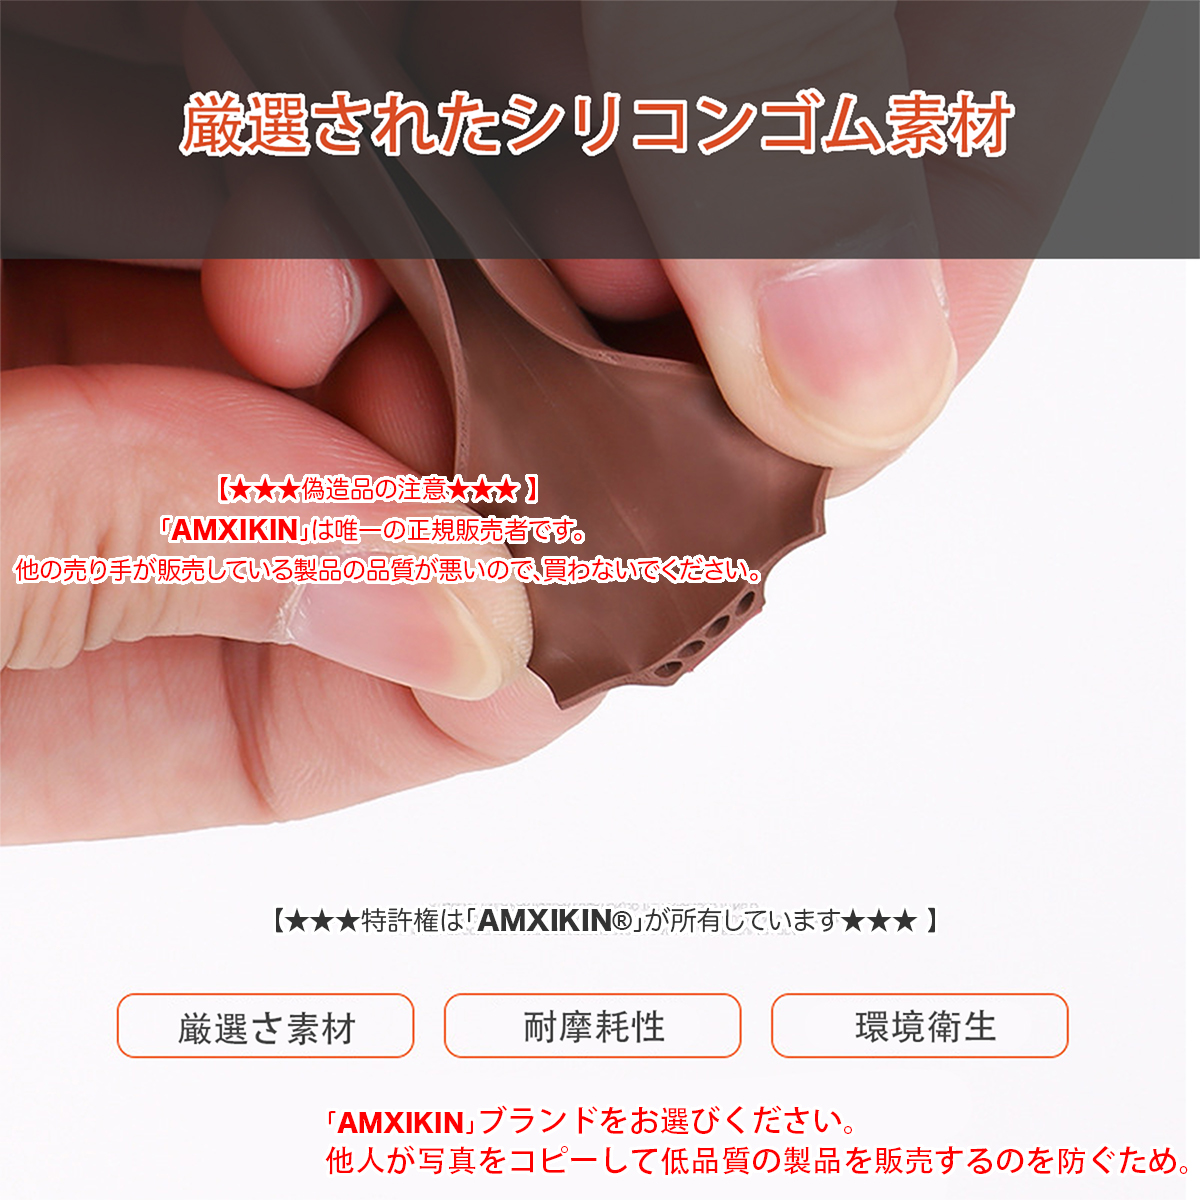 厳選されたシリコンゴム素材
【★★★偽造品の注意★★★ 】
「AMXIKIN」は唯一の正規販売者です。
他の売り手が販売している製品の品質が悪いので、買わないでください。
【★★★特許権は「AMXIKIN®」が所有しています★★★ 】
厳選さ素材
耐摩耗性
環境衛生
「AMXIKIN」ブランドをお選びください。
他人が写真をコピーして低品質の製品を販売するのを防ぐため。